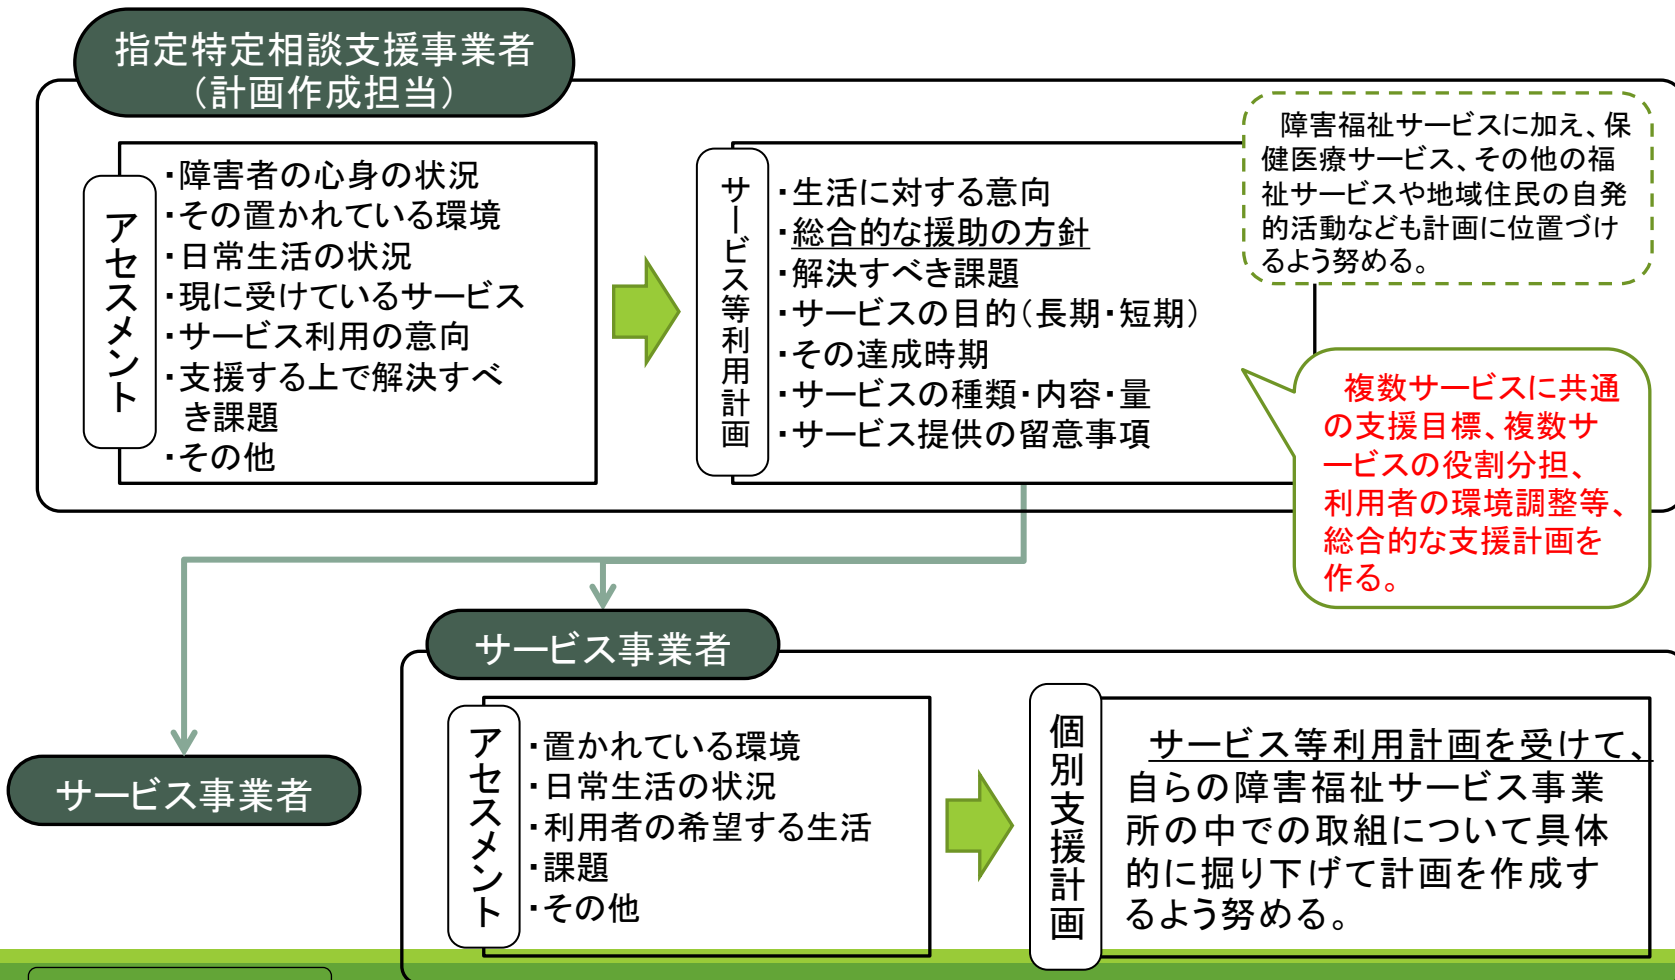 指定特定相談支援事業者
（計画作成担当）
アセスメント
・障害者の心身の状況
・その置かれている環境
・日常生活の状況
・現に受けているサービス
・サービス利用の意向
・支援する上で解決すべ
き課題
・その他
サービス等利用計画
・生活に対する意向
・総合的な援助の方針
・解決すべき課題
・サービスの目的（長期・短期）
・その達成時期
・サービスの種類・内容・量
・サービス提供の留意事項
障害福祉サービスに加え、保
健医療サービス、その他の福
祉サービスや地域住民の自発
的活動なども計画に位置づけ
るよう努める。
複数サービスに共通
の支援目標、複数サ
ービスの役割分担、
利用者の環境調整等、
総合的な支援計画を
作る。
サービス事業者
サービス事業者
アセスメント
・置かれている環境
・日常生活の状況
・利用者の希望する生活
・課題
・その他
個別支援計画
サービス等利用計画を受けて、
自らの障害福祉サービス事業
所の中での取組について具体
的に掘り下げて計画を作成す
るよう努める。